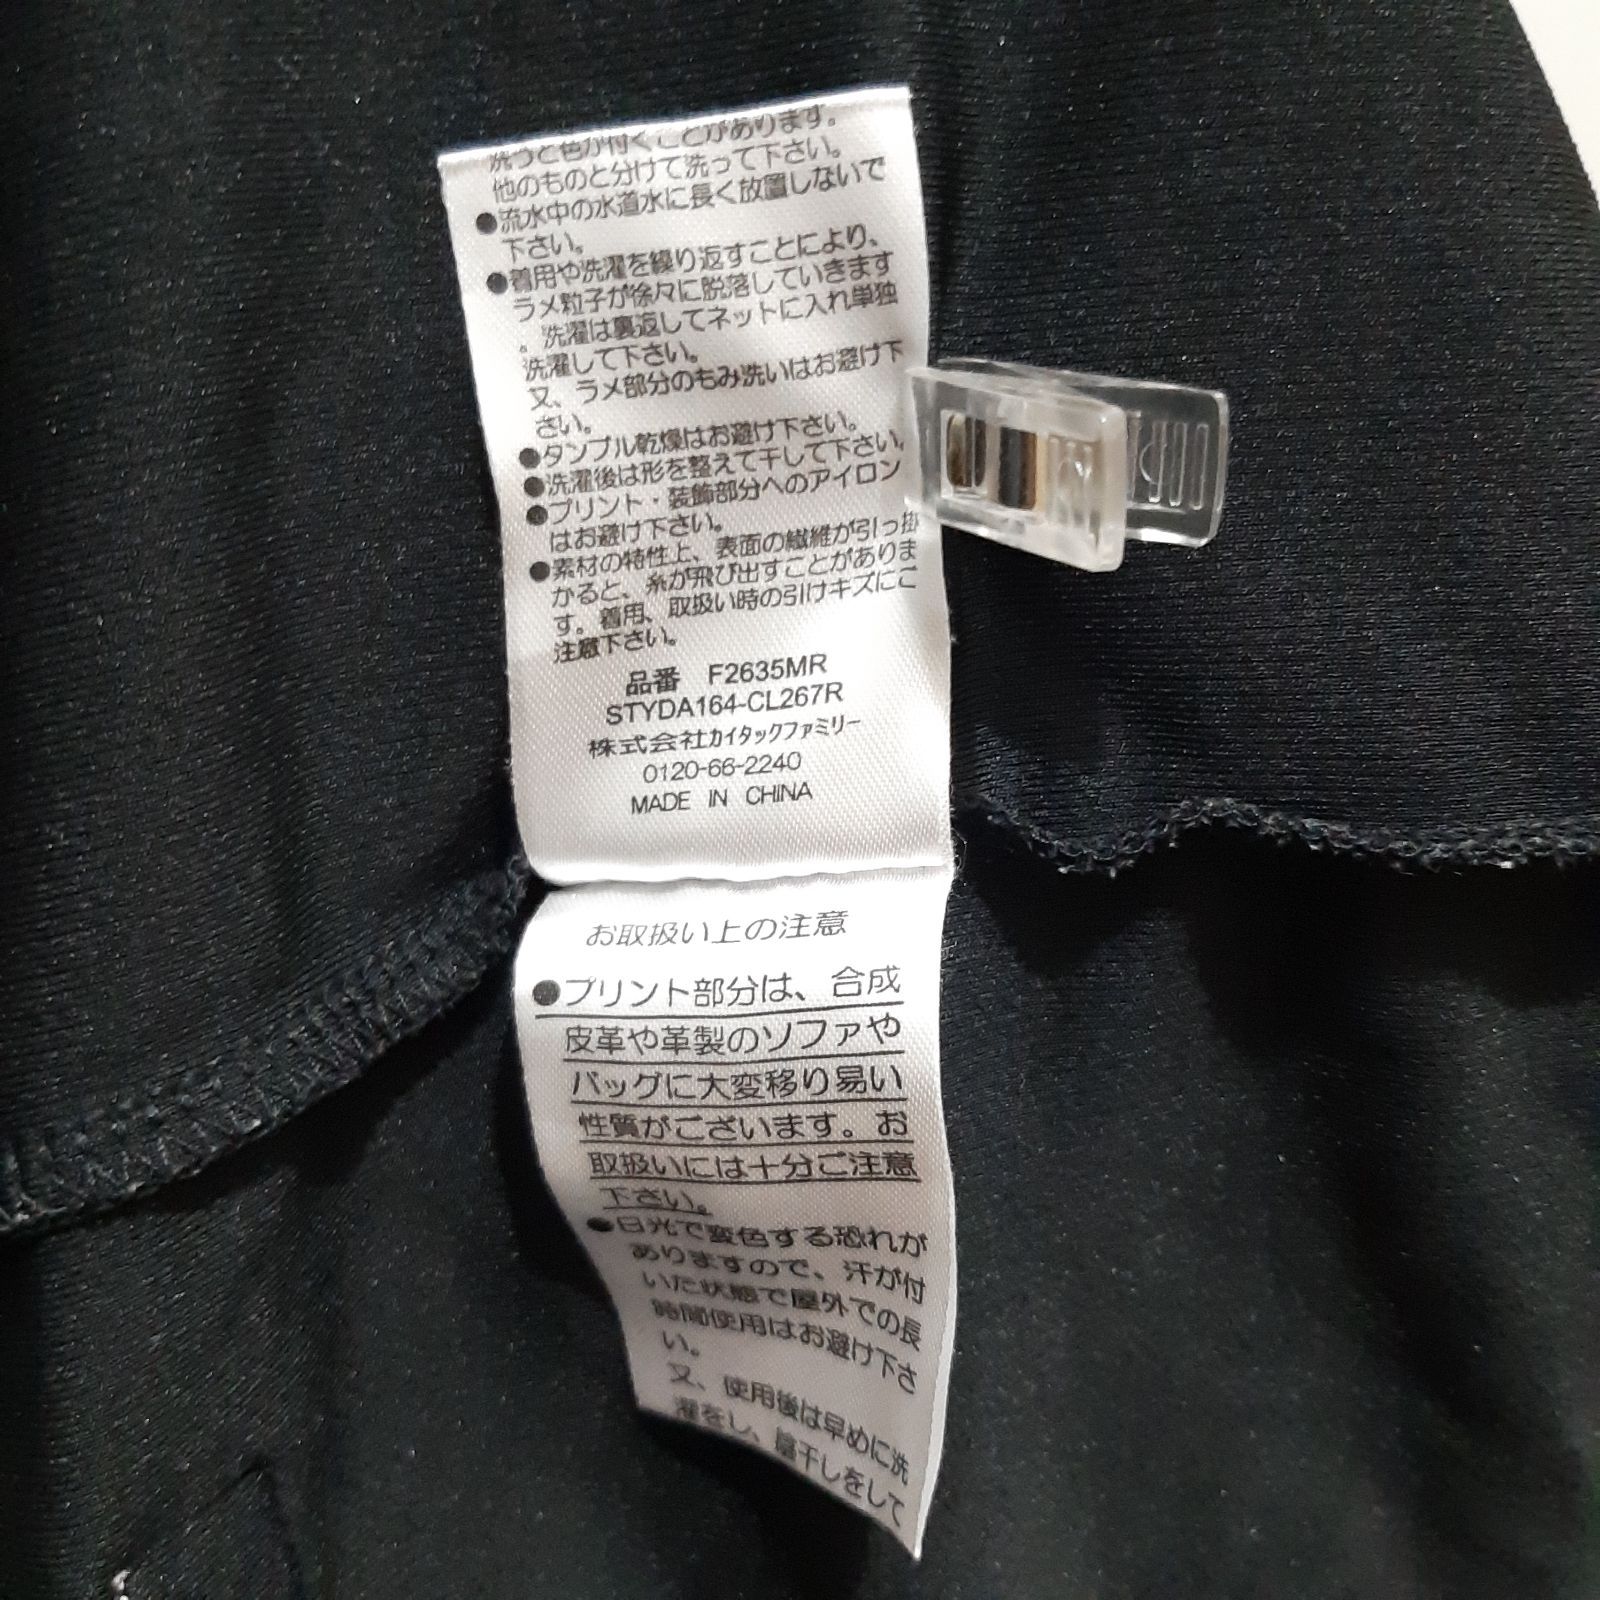 洗うと色が付くことがあります。
他のものと分けて洗って下さい。
●流水中の水道水に長く放置しないで
下さい。
●着用や洗濯を繰り返すことにより、
ラメ粒子が徐々に脱落していきます
。洗濯は裏返してネットに入れ単独
洗濯して下さい。
又、ラメ部分のもみ洗いはお避け下
さい。
●タンブル乾燥はお避け下さい。
●洗濯後は形を整えて干して下さい。
●プリント・装飾部分へのアイロン
はお避け下さい。
●素材の特性上、表面の繊維が引っ掛
かると、糸が飛び出すことがありま
す。着用、取扱い時の引けキズにご
注意下さい。
品番 F2635MR
STYDA164-CL267R
株式会社カイタックファミリー
0120-66-2240
MADE IN CHINA
お取扱い上の注意
●プリント部分は、合成
皮革や革製のソファや
バッグに大変移り易い
性質がございます。お
取扱いには十分ご注意
下さい。
●日光で変色する恐れが
ありますので、汗が付
いた状態で屋外での長
時間使用はお避け下さ
い。
又、使用後は早めに洗
濯をし、陰干しをして